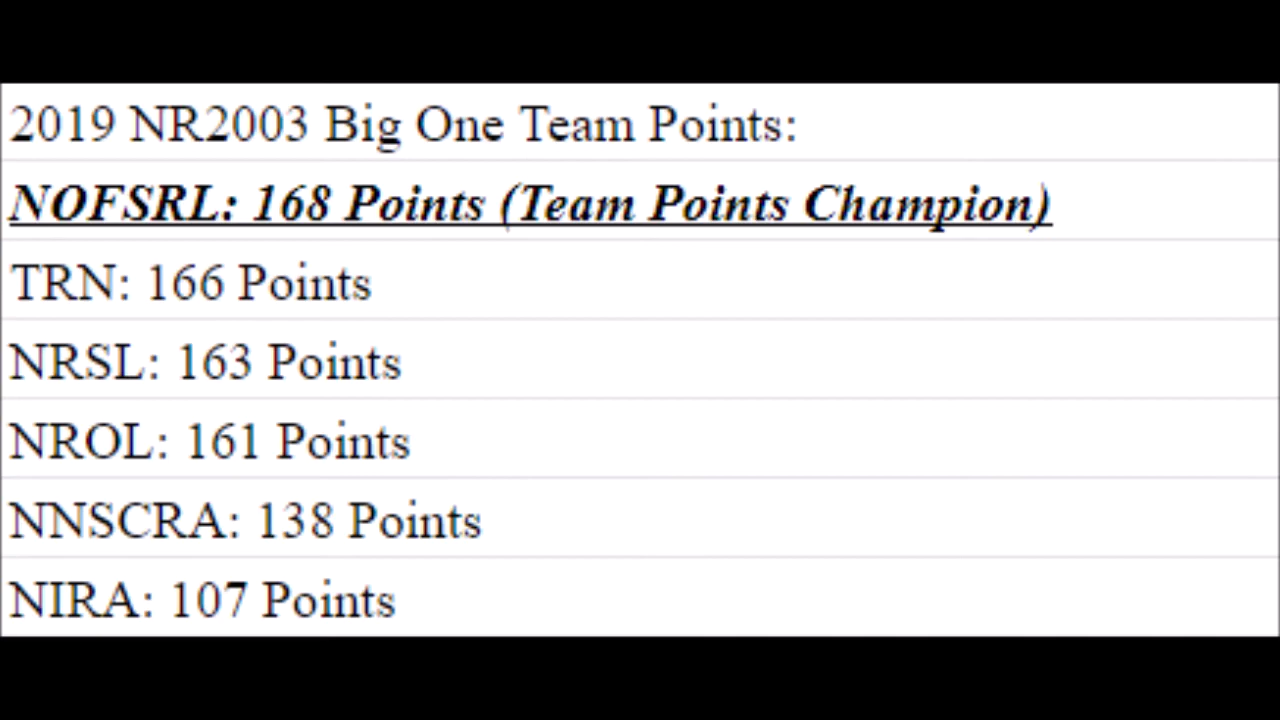 2019 NR2003 Big One Team Points:
NOFSRL: 168 Points (Team Points Champion)
TRN: 166 Points
NRSL: 163 Points
NROL: 161 Points
NNSCRA: 138 Points
NIRA: 107 Points